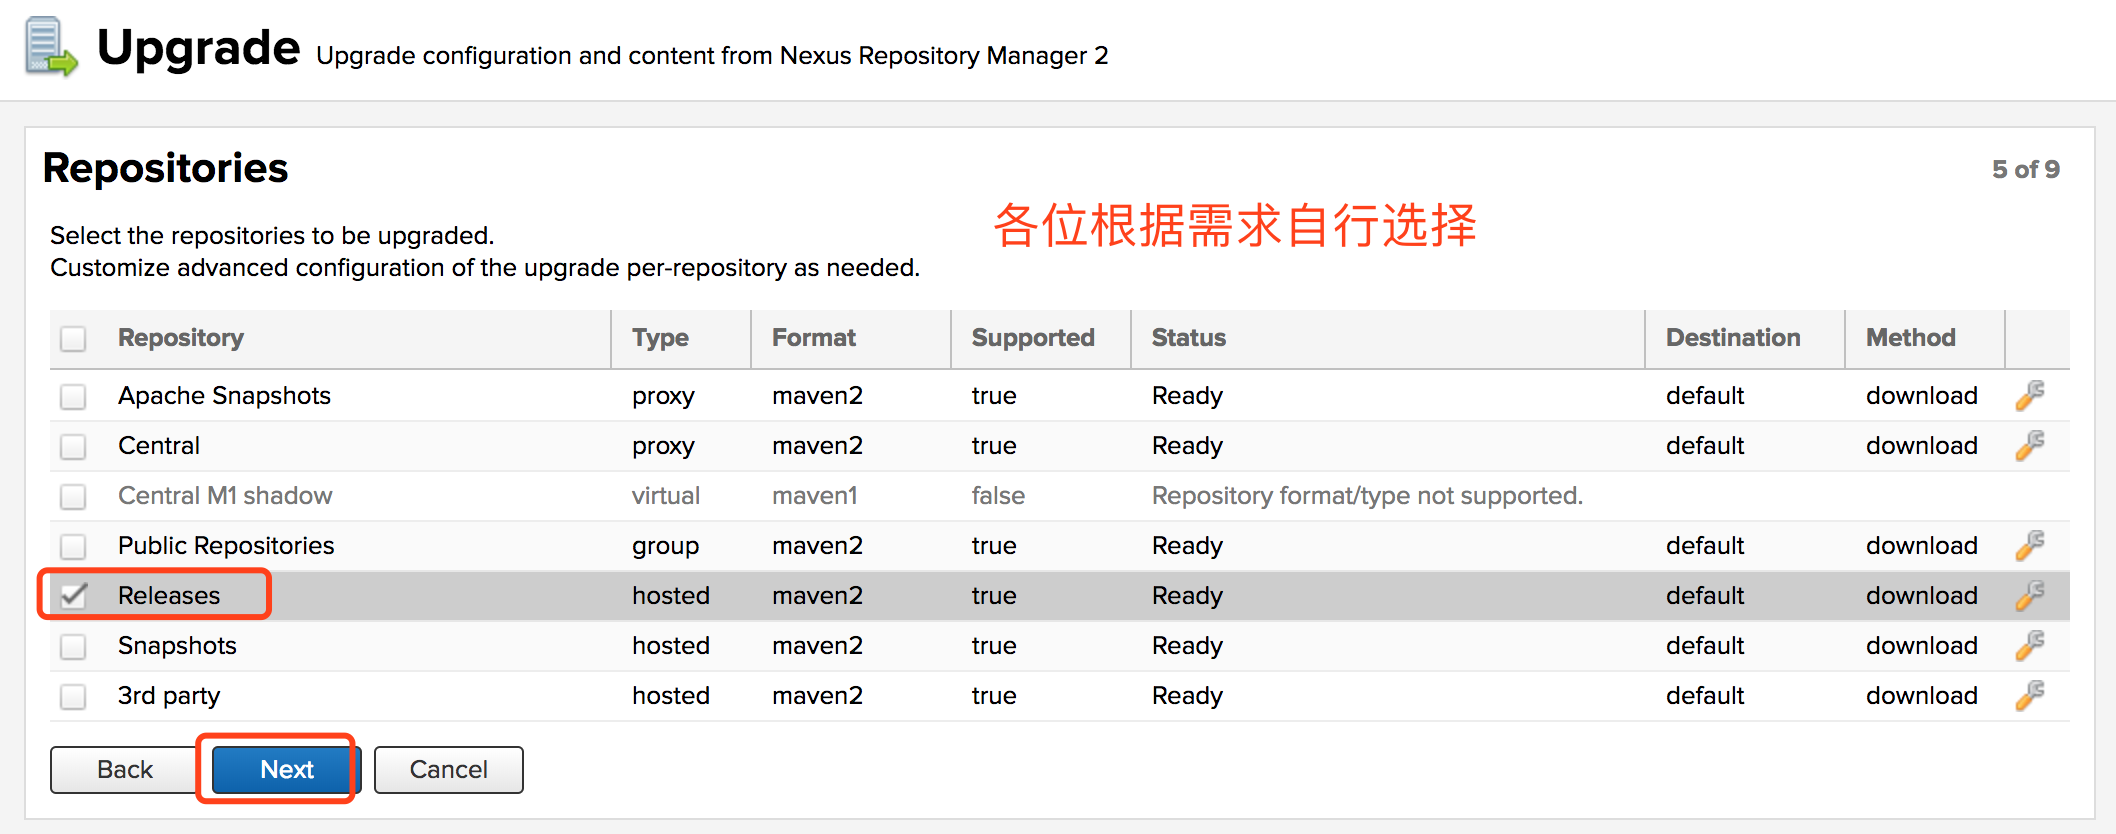 Upgrade Upgrade configuration and content from Nexus Repository Manager 2
Repositories 5 of 9
各位根据需求自行选择
Select the repositories to be upgraded.
Customize advanced configuration of the upgrade per-repository as needed.
Repository Type Format Supported Status Destination Method
Apache Snapshots proxy maven2 true Ready default download
Central proxy maven2 true Ready default download
Central M1 shadow virtual maven1 false Repository format/type not supported.
Public Repositories group maven2 true Ready default download
Releases hosted maven2 true Ready default download
Snapshots hosted maven2 true Ready default download
3rd party hosted maven2 true Ready default download
Back Next Cancel